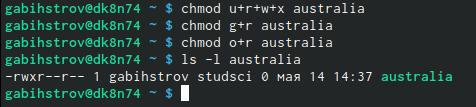 gabihstrov@dk8n74 ~ $ chmod u+r+w+x australia
gabihstrov@dk8n74 ~ $ chmod g+r australia
gabihstrov@dk8n74 ~ $ chmod o+r australia
gabihstrov@dk8n74 ~ $ ls -l australia
-rwxr--r-- 1 gabihstrov studsci 0 мая 14 14:37 australia
gabihstrov@dk8n74 ~ $